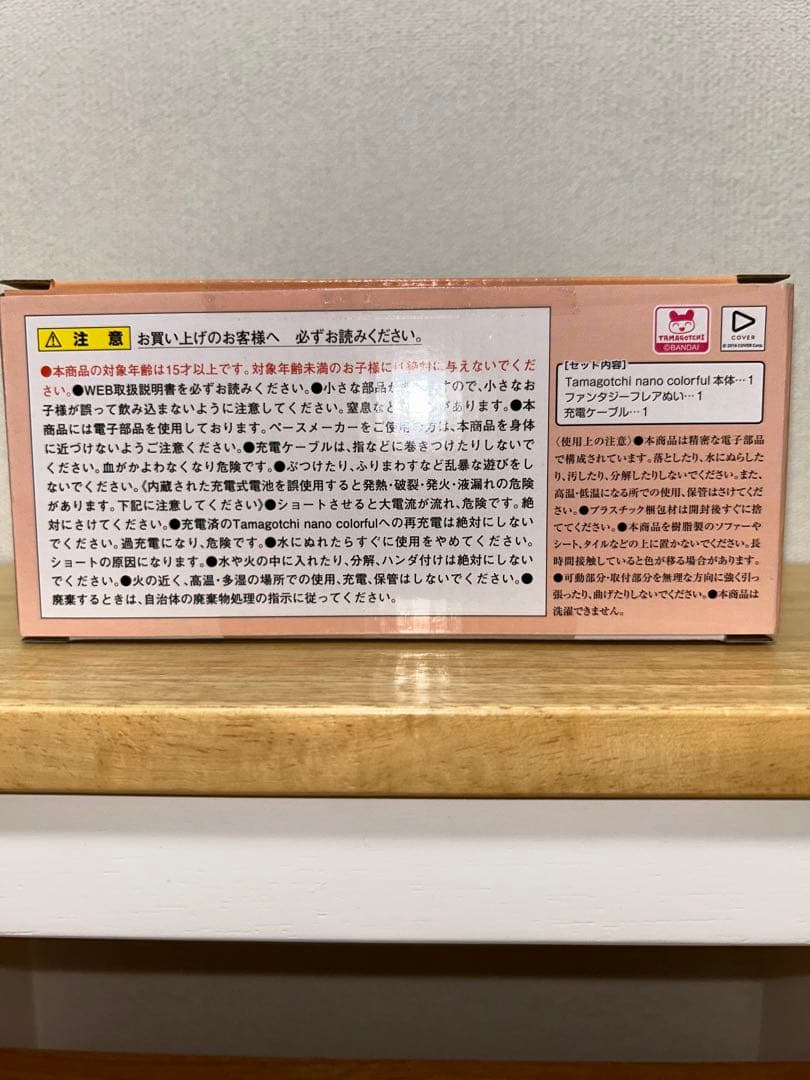 注意 お買い上げのお客様へ 必ずお読みください。
●本商品の対象年齢は15才以上です。対象年齢未満のお子様には絶対に与えないでくだ
さい。●WEB取扱説明書を必ずお読みください。●小さな部品が ますので、小さなお
子様が誤って飲み込まないように注意してください。窒息など があります。●本
商品には電子部品を使用しております。ペースメーカーをご使用の方は、本商品を身体
に近づけないようご注意ください。●充電ケーブルは、指などに巻きつけたりしないで
ください。血がかよわなくなり危険です。●ぶつけたり、ふりまわすなど乱暴な遊びをし
ないでください。《内蔵された充電式電池を誤使用すると発熱・破裂・発火・液漏れの危険
があります。下記に注意してください》●ショートさせると大電流が流れ、危険です。絶
対にさけてください。●充電済のTamagotchi nano colorfulへの再充電は絶対にしない
でください。過充電になり、危険です。●水にぬれたらすぐに使用をやめてください。
ショートの原因になります。●水や火の中に入れたり、分解、ハンダ付けは絶対にしない
でください。●火の近く、高温・多湿の場所での使用、充電、保管はしないでください。●
廃棄するときは、自治体の廃棄物処理の指示に従ってください。
TAMAGOTCHI
©BANDAI
COVER
© 2016 COVER Corp.
【セット内容】
Tamagotchi nano colorful 本体…1
ファンタジーフレアぬい…1
充電ケーブル…1
〈使用上の注意〉●本商品は精密な電子部品
で構成されています。落としたり、水にぬらした
り、汚したり、分解したりしないでください。また、
高温・低温になる所での使用、保管はさけてくださ
い。●プラスチック梱包材は開封後すぐに捨
ててください。●本商品を樹脂製のソファーや
シート、タイルなどの上に置かないでください。長
時間接触していると色が移る場合があります。
●可動部分・取付部分を無理な方向に強く引っ
張ったり、曲げたりしないでください。●本商品は
洗濯できません。